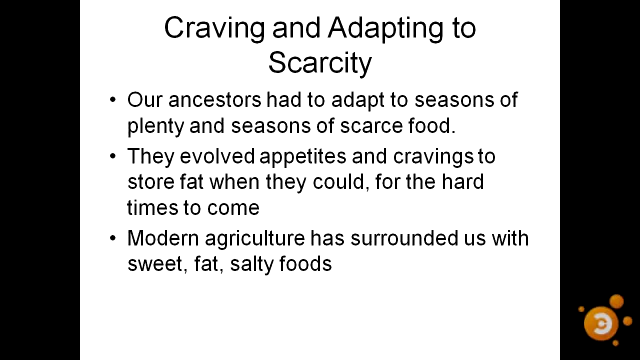 Craving and Adapting to
Scarcity
• Our ancestors had to adapt to seasons of
plenty and seasons of scarce food.
• They evolved appetites and cravings to
store fat when they could, for the hard
times to come
• Modern agriculture has surrounded us with
sweet, fat, salty foods